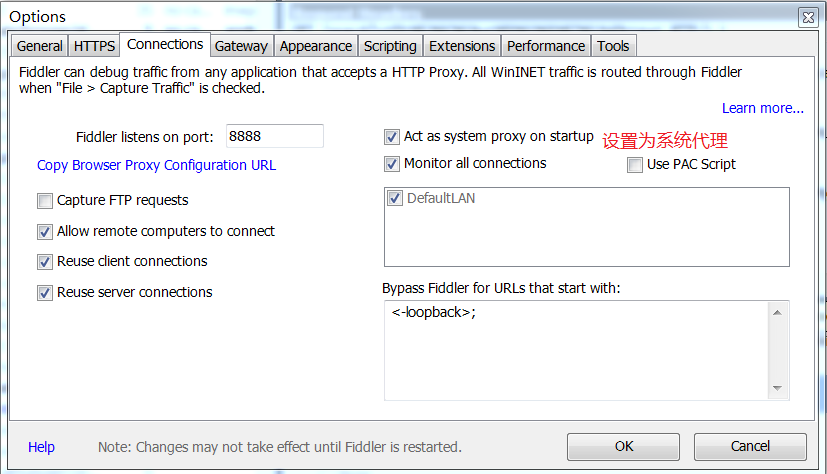 Options
General HTTPS Connections Gateway Appearance Scripting Extensions Performance Tools
Fiddler can debug traffic from any application that accepts a HTTP Proxy. All WinINET traffic is routed through Fiddler
when "File > Capture Traffic" is checked.
Learn more...
Fiddler listens on port: 8888
Act as system proxy on startup 设置为系统代理
Copy Browser Proxy Configuration URL
Monitor all connections
Use PAC Script
Capture FTP requests
DefaultLAN
Allow remote computers to connect
Reuse client connections
Reuse server connections
Bypass Fiddler for URLs that start with:
<-loopback>;
Help
Note: Changes may not take effect until Fiddler is restarted.
OK
Cancel